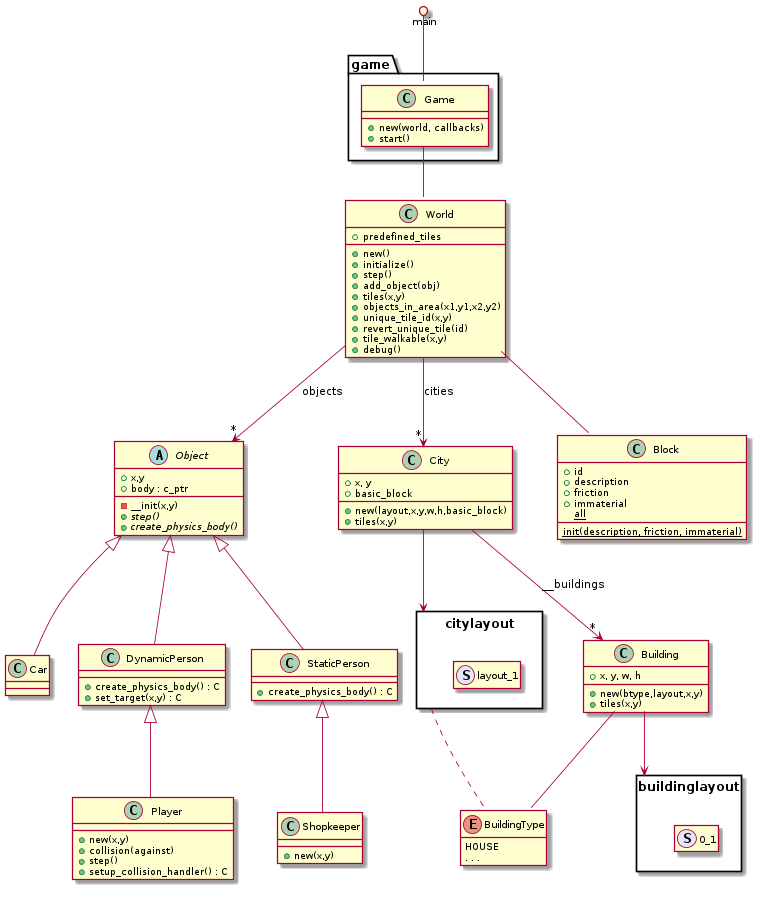 main
game
C Game
new(world, callbacks)
start()
C World
predefined_tiles
new()
initialize()
step()
add_object(obj)
tiles(x,y)
objects_in_area(x1,y1,x2,y2)
unique_tile_id(x,y)
revert_unique_tile(id)
tile_walkable(x,y)
debug()
objects
cities
*
*
A Object
x,y
body : c_ptr
__init(x,y)
step()
create_physics_body()
C City
x, y
basic_block
new(layout,x,y,w,h,basic_block)
tiles(x,y)
C Block
id
description
friction
immaterial
all
init(description, friction, immaterial)
__buildings
*
C Car
C DynamicPerson
create_physics_body() : C
set_target(x,y) : C
C StaticPerson
create_physics_body() : C
citylayout
S layout_1
C Building
x, y, w, h
new(btype,layout,x,y)
tiles(x,y)
C Player
new(x,y)
collision(against)
step()
setup_collision_handler() : C
C Shopkeeper
new(x,y)
E BuildingType
HOUSE
...
buildinglayout
S 0_1